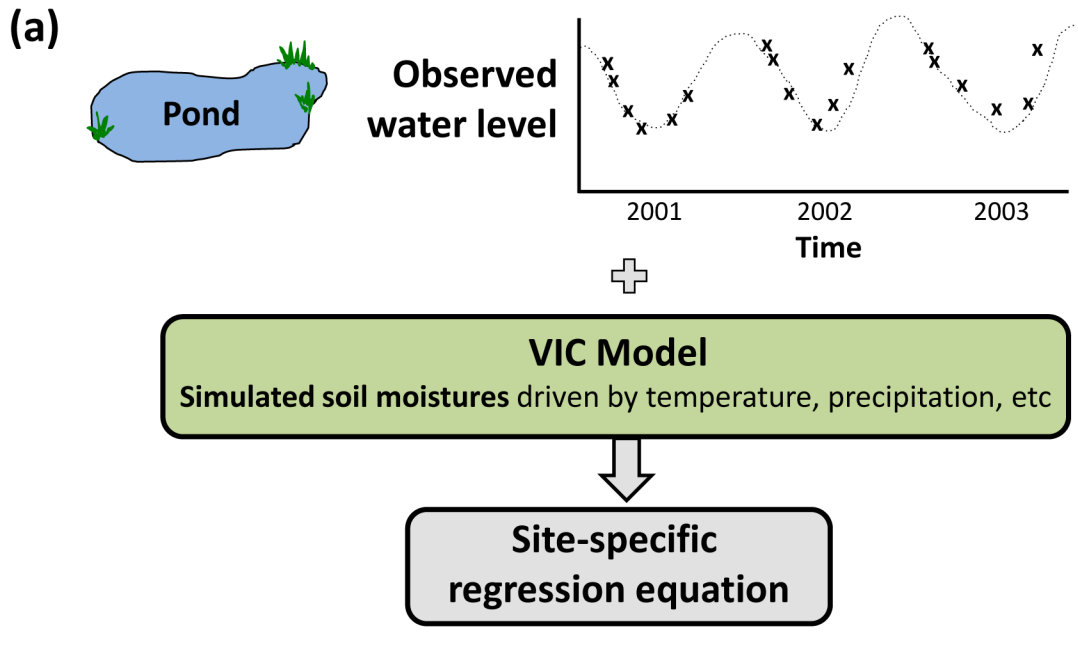 (a)
Pond
Observed
water level
x x x x x x x x x x x x x x x x x x x x
2001 2002 2003
Time
VIC Model
Simulated soil moistures driven by temperature, precipitation, etc
Site-specific
regression equation